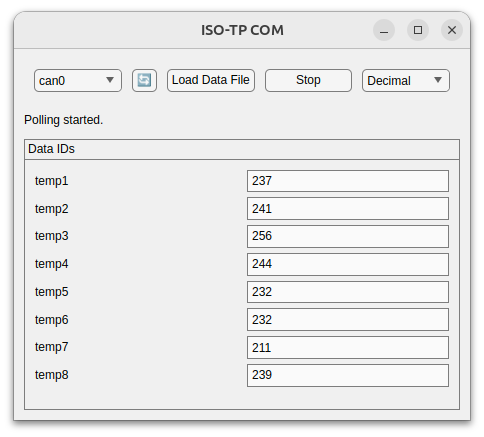 ISO-TP COM
can0 Load Data File Stop Decimal
Polling started.
Data IDs
temp1 237
temp2 241
temp3 256
temp4 244
temp5 232
temp6 232
temp7 211
temp8 239